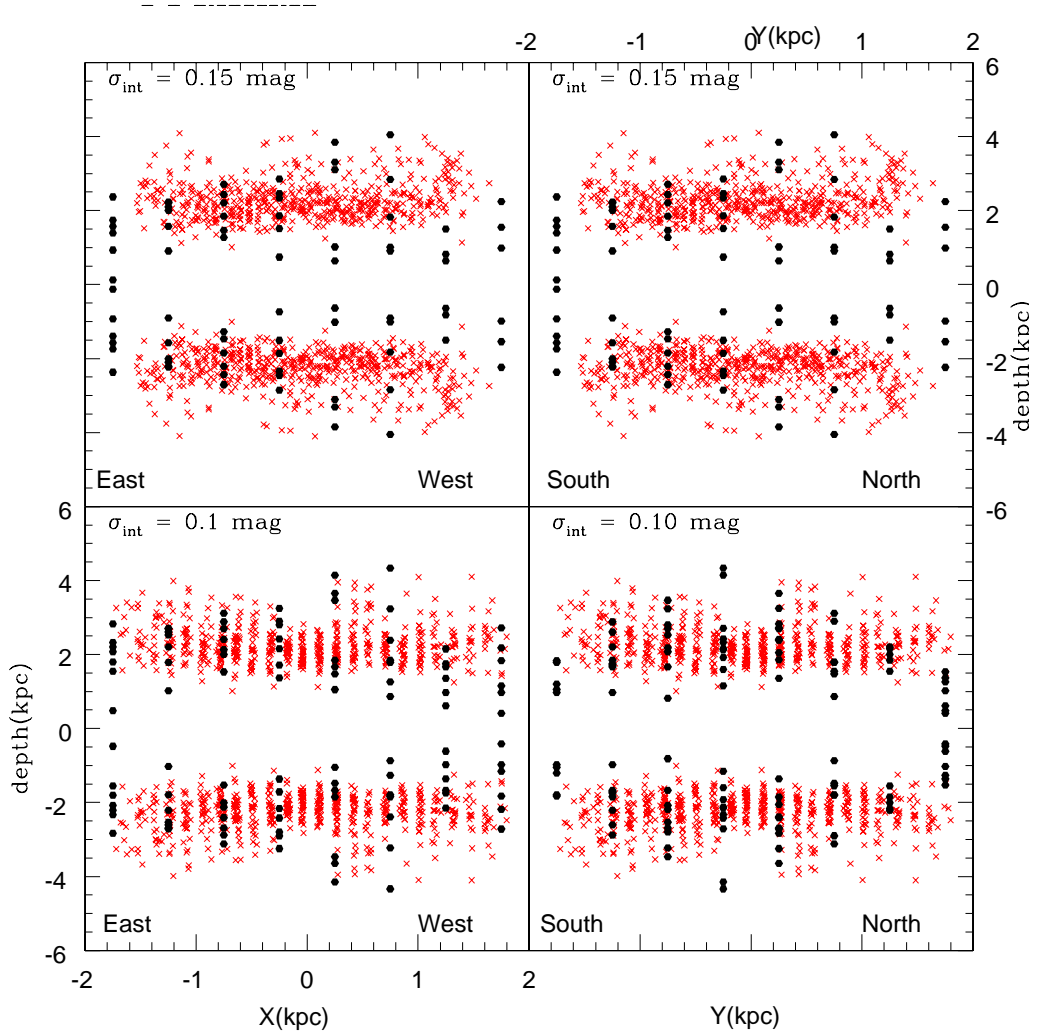 -2 -1 0 Y(kpc) 1 2
σint = 0.15 mag σint = 0.15 mag 6
4
2
0
-2
-4
depth(kpc)
East West South North
6 -6
σint = 0.1 mag σint = 0.10 mag
4
2
0
-2
-4
-6
depth(kpc)
East West South North
-2 -1 0 1 2
X(kpc) Y(kpc)